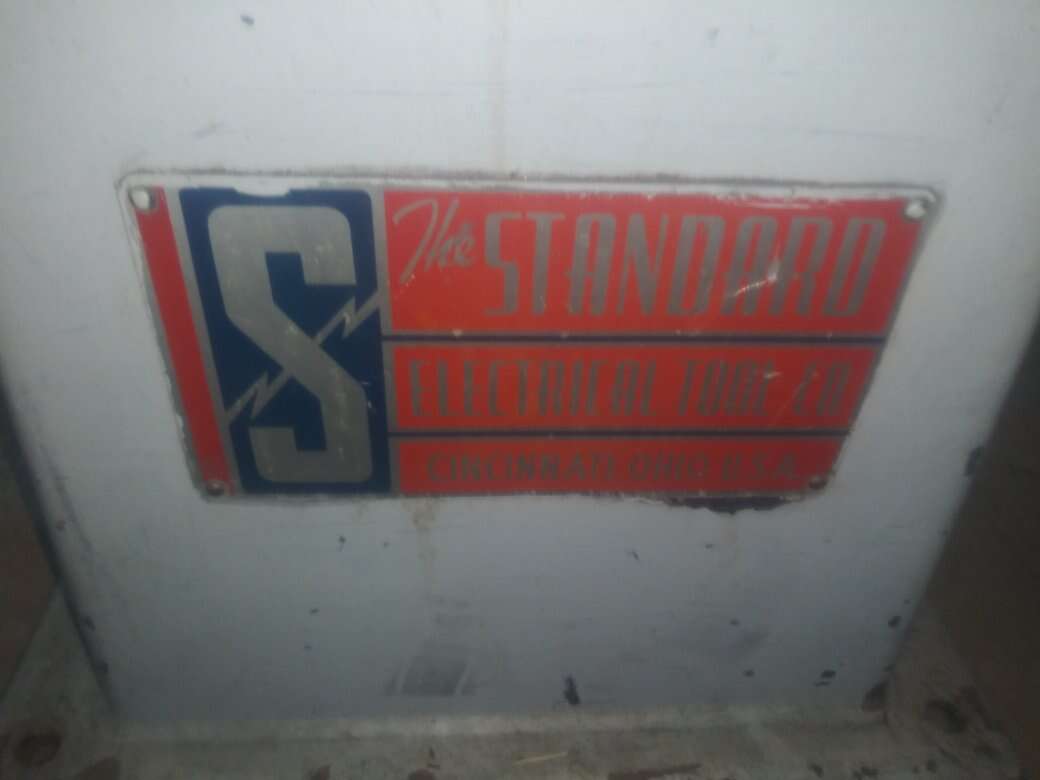 S
The STANDARD
ELECTRICAL TOOL CO
CINCINNATI OHIO U.S.A.